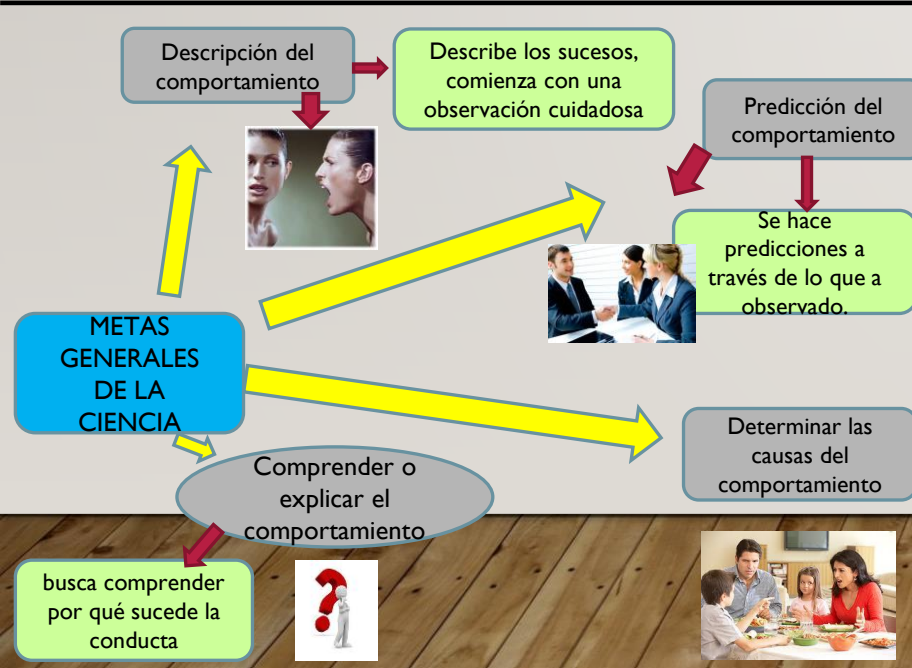 Descripción del
comportamiento
Describe los sucesos,
comienza con una
observación cuidadosa
Predicción del
comportamiento
Se hace
predicciones a
través de lo que a
observado.
METAS
GENERALES
DE LA
CIENCIA
Determinar las
causas del
comportamiento
Comprender o
explicar el
comportamiento
busca comprender
por qué sucede la
conducta